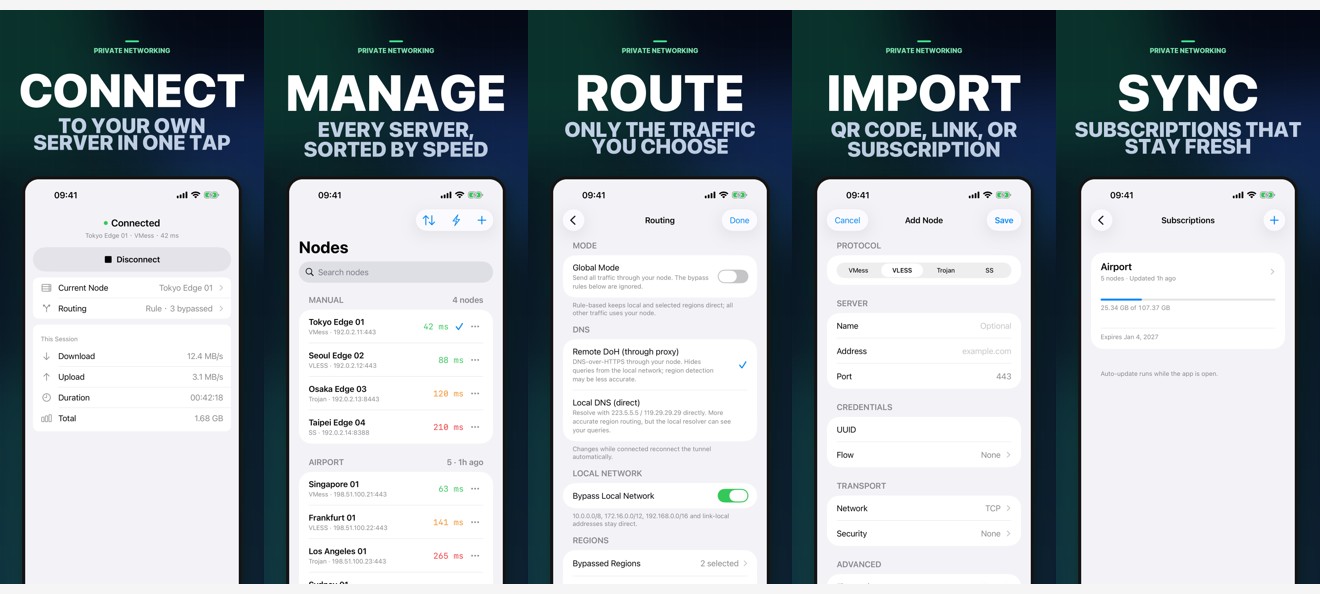 PRIVATE NETWORKING
CONNECT
TO YOUR OWN
SERVER IN ONE TAP
09:41
Connected
Tokyo Edge 01 · VMess · 42 ms
Disconnect
Current Node Tokyo Edge 01
Routing Rule · 3 bypassed
This Session
Download 12.4 MB/s
Upload 3.1 MB/s
Duration 00:42:18
Total 1.68 GB
PRIVATE NETWORKING
MANAGE
EVERY SERVER,
SORTED BY SPEED
09:41
Nodes
Search nodes
MANUAL 4 nodes
Tokyo Edge 01 42 ms
VMess · 192.0.2.11:443
Seoul Edge 02 88 ms
VLESS · 192.0.2.12:443
Osaka Edge 03 120 ms
Trojan · 192.0.2.13:8443
Taipei Edge 04 210 ms
SS · 192.0.2.14:8388
AIRPORT 5 · 1h ago
Singapore 01 63 ms
VMess · 198.51.100.21:443
Frankfurt 01 141 ms
VLESS · 198.51.100.22:443
Los Angeles 01 265 ms
Trojan · 198.51.100.23:443
PRIVATE NETWORKING
ROUTE
ONLY THE TRAFFIC
YOU CHOOSE
09:41
Routing Done
MODE
Global Mode
Send all traffic through your node. The bypass
rules below are ignored.
Rule-based keeps local and selected regions direct; all
other traffic uses your node.
DNS
Remote DoH (through proxy)
DNS-over-HTTPS through your node. Hides
queries from the local network; region detection
may be less accurate.
Local DNS (direct)
Resolve with 223.5.5.5 / 119.29.29.29 directly. More
accurate region routing, but the local resolver can see
your queries.
Changes while connected reconnect the tunnel
automatically.
LOCAL NETWORK
Bypass Local Network
10.0.0.0/8, 172.16.0.0/12, 192.168.0.0/16 and link-local
addresses stay direct.
REGIONS
Bypassed Regions 2 selected
PRIVATE NETWORKING
IMPORT
QR CODE, LINK, OR
SUBSCRIPTION
09:41
Cancel Add Node Save
PROTOCOL
VMess VLESS Trojan SS
SERVER
Name Optional
Address example.com
Port 443
CREDENTIALS
UUID
Flow None
TRANSPORT
Network TCP
Security None
ADVANCED
PRIVATE NETWORKING
SYNC
SUBSCRIPTIONS THAT
STAY FRESH
09:41
Subscriptions
Airport
5 nodes · Updated 1h ago
25.34 GB of 107.37 GB
Expires Jan 4, 2027
Auto-update runs while the app is open.